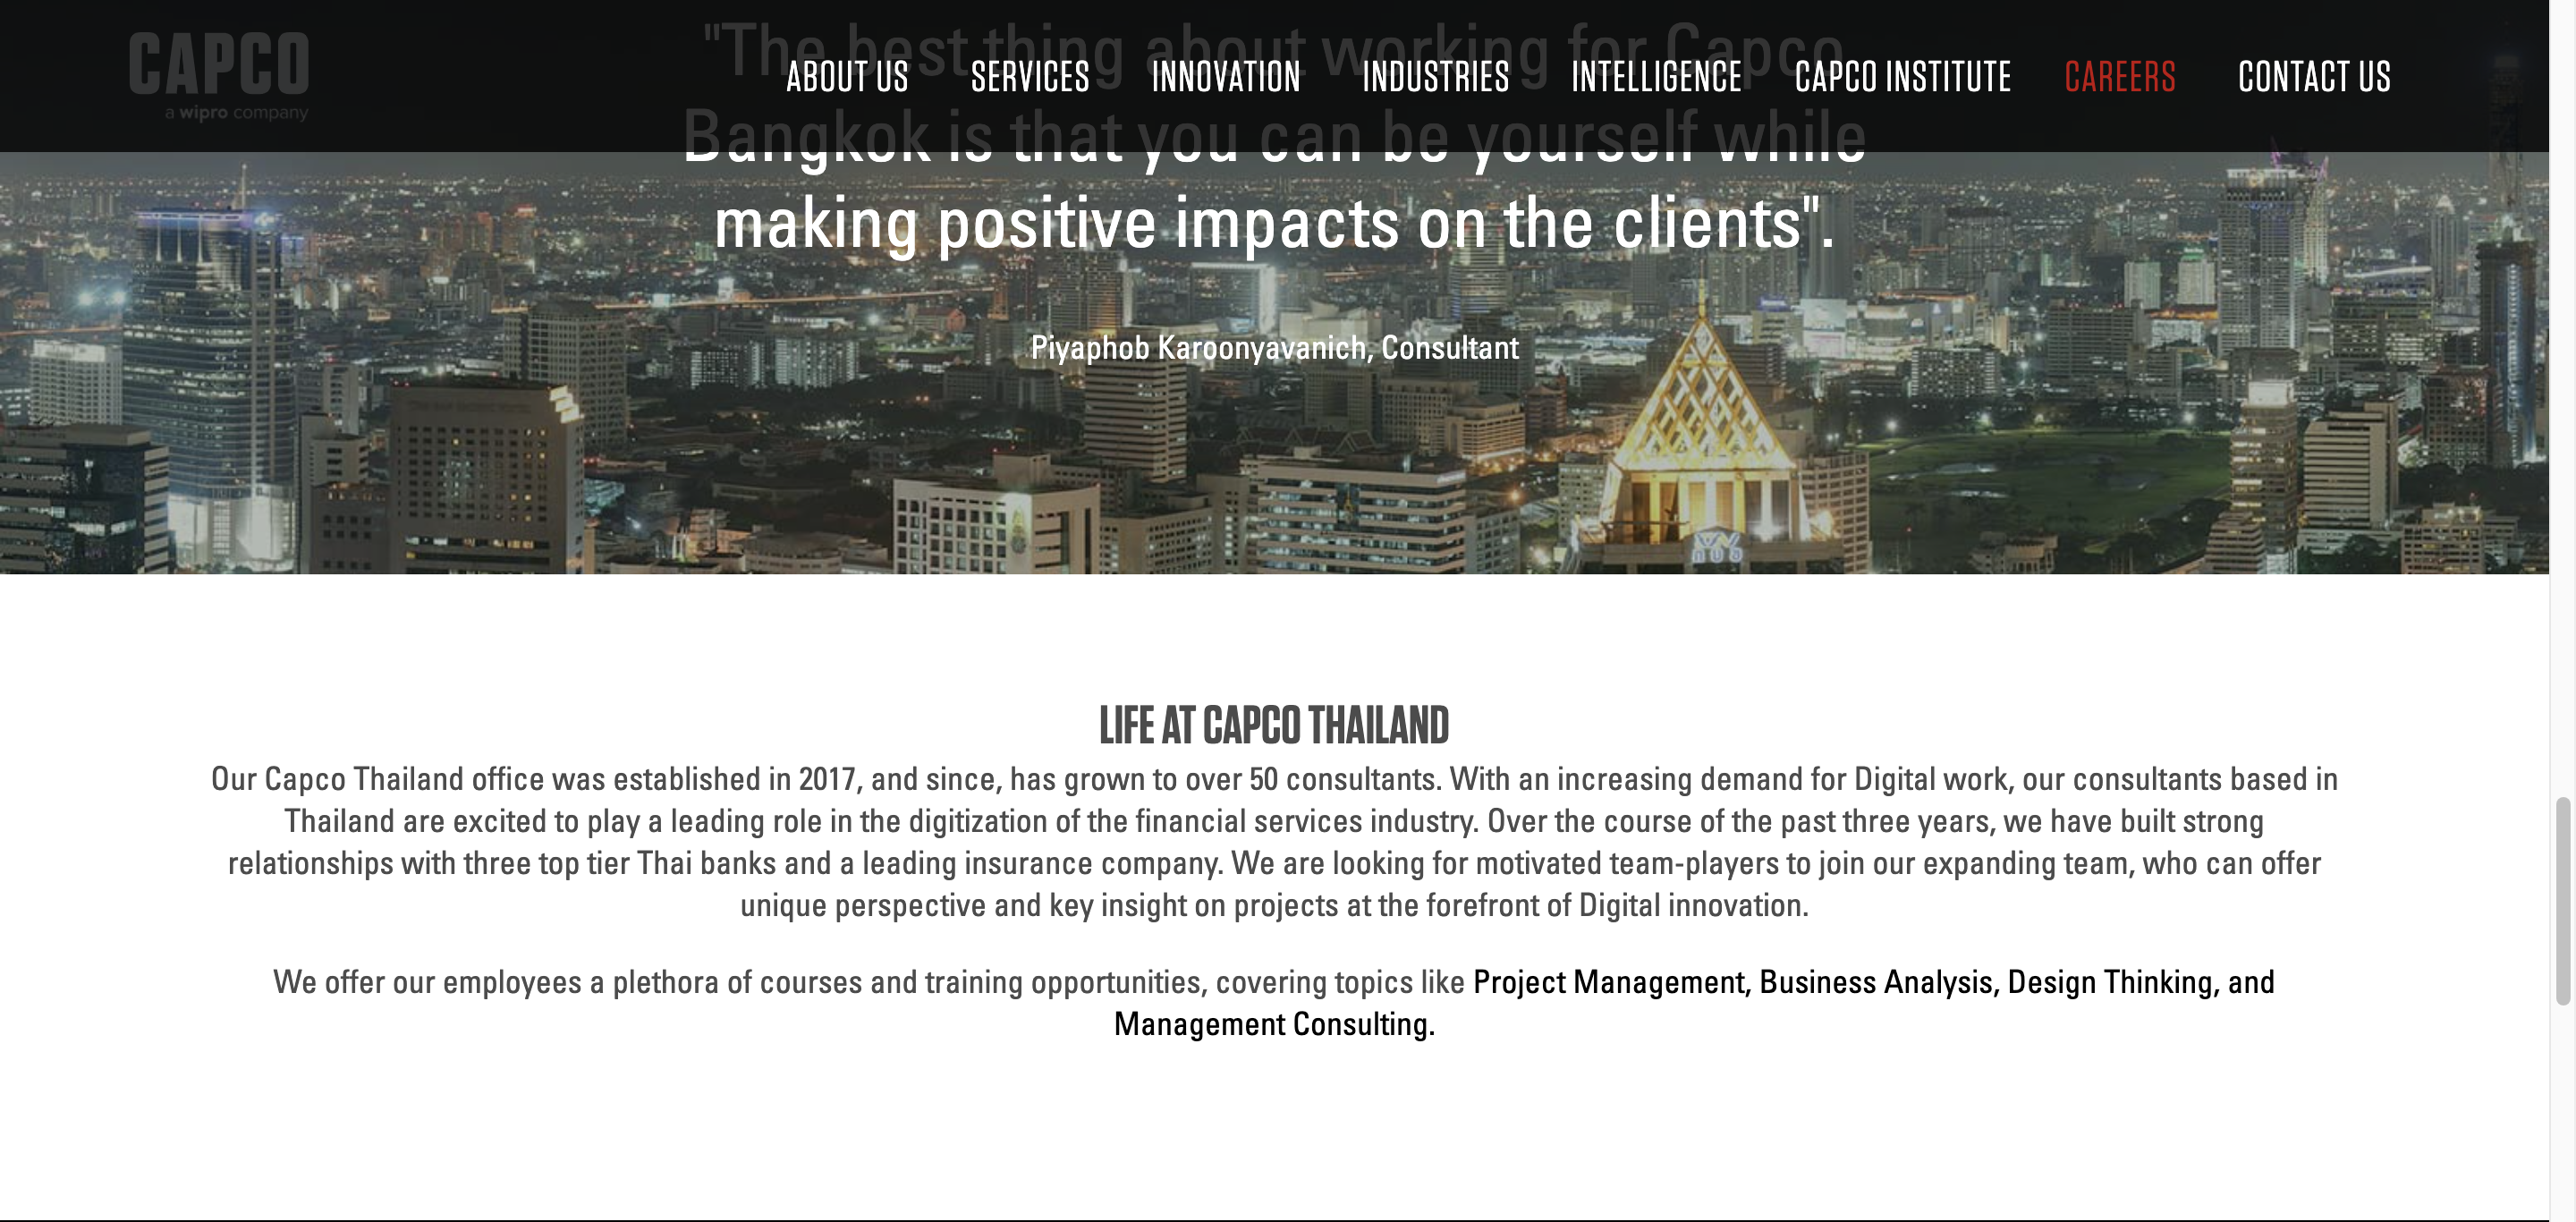 CAPCO
a wipro company
ABOUT US SERVICES INNOVATION INDUSTRIES INTELLIGENCE CAPCO INSTITUTE CAREERS CONTACT US
"The best thing about working for Capco
Bangkok is that you can be yourself while
making positive impacts on the clients".
Piyaphob Karoonyavanich, Consultant
LIFE AT CAPCO THAILAND
Our Capco Thailand office was established in 2017, and since, has grown to over 50 consultants. With an increasing demand for Digital work, our consultants based in
Thailand are excited to play a leading role in the digitization of the financial services industry. Over the course of the past three years, we have built strong
relationships with three top tier Thai banks and a leading insurance company. We are looking for motivated team-players to join our expanding team, who can offer
unique perspective and key insight on projects at the forefront of Digital innovation.
We offer our employees a plethora of courses and training opportunities, covering topics like Project Management, Business Analysis, Design Thinking, and
Management Consulting.